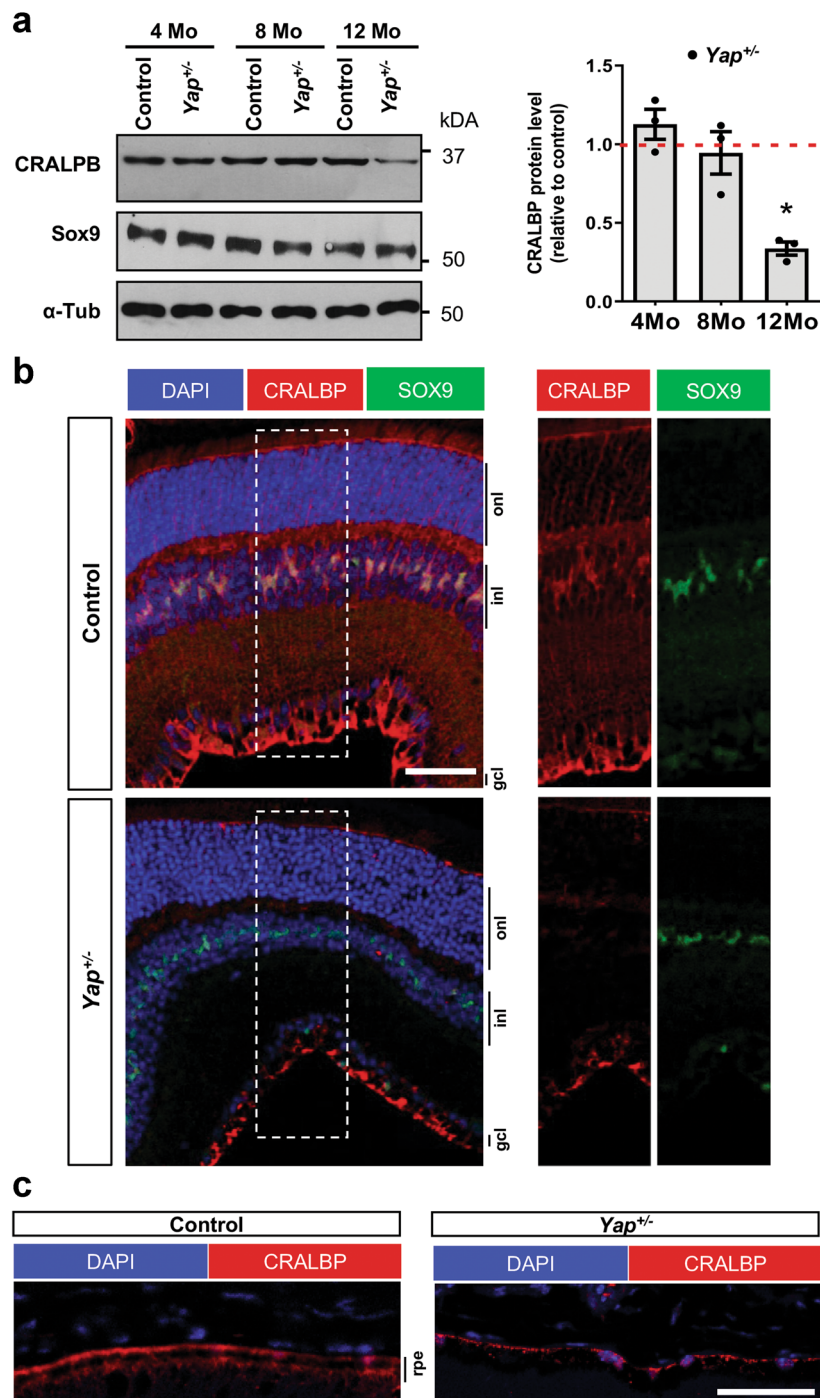 a
4 Mo 8 Mo 12 Mo
Control Yap+/- Control Yap+/- Control Yap+/-
kDA
CRALPB 37
Sox9 50
α-Tub 50
Yap+/-
CRALBP protein level
(relative to control)
1.5
1.0
0.5
0.0
*
4Mo 8Mo 12Mo
b
DAPI CRALBP SOX9 CRALBP SOX9
Control
onl
inl
gcl
Yap+/-
onl
inl
gcl
c
Control Yap+/-
DAPI CRALBP DAPI CRALBP
rpe